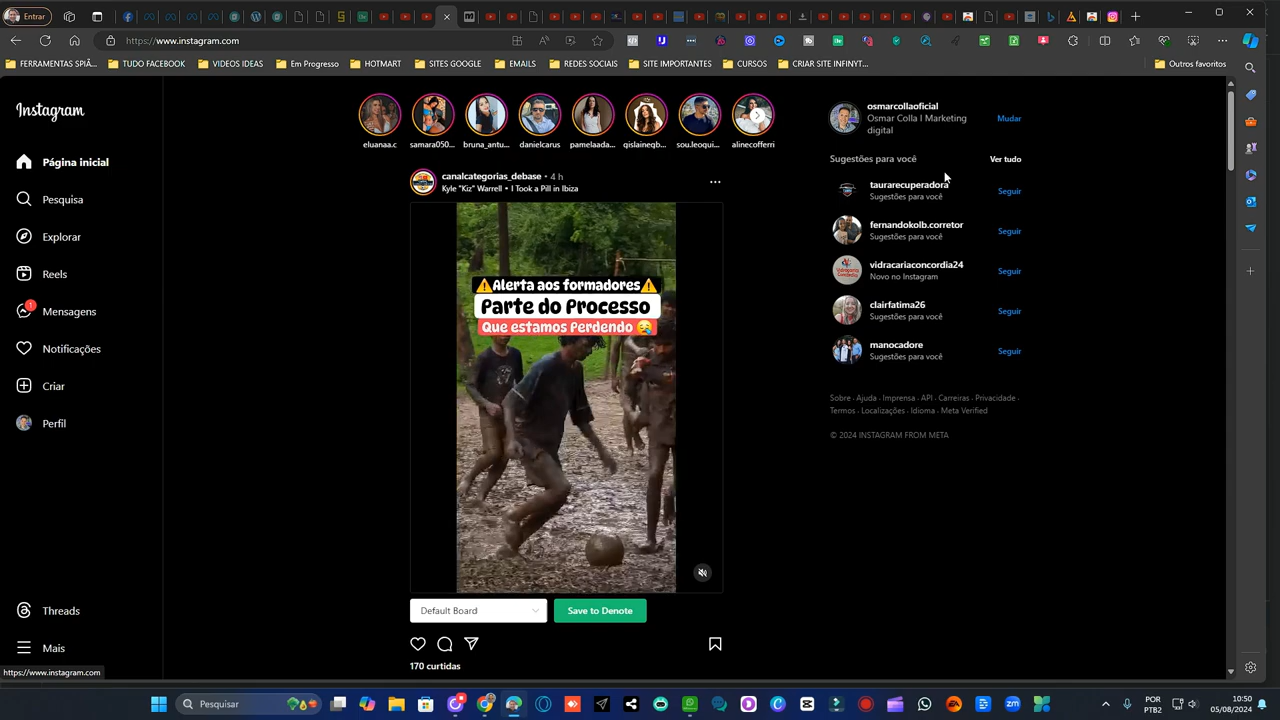 Entrar
https://www.instagram.com
FERRAMENTAS SPIÃ...
TUDO FACEBOOK
VIDEOS IDEAS
Em Progresso
HOTMART
SITES GOOGLE
EMAILS
REDES SOCIAIS
SITE IMPORTANTES
CURSOS
CRIAR SITE INFINYT...
Outros favoritos
Instagram
Página inicial
Pesquisa
Explorar
Reels
1
Mensagens
Notificações
Criar
Perfil
Threads
Mais
https://www.instagram.com
eluanaa.c
samara050...
bruna_antu...
danielcarus
pamelaada...
gislaineqb...
sou.leoqui...
alinecofferri
canalcategorias_debase • 4 h
Kyle "Kiz" Warrell • I Took a Pill in Ibiza
⚠️Alerta aos formadores⚠️
Parte do Processo
Que estamos Perdendo 😪
Default Board
Save to Denote
170 curtidas
osmarcollaoficial
Osmar Colla I Marketing
digital
Mudar
Sugestões para você
Ver tudo
taurarecuperadora
Sugestões para você
Seguir
fernandokolb.corretor
Sugestões para você
Seguir
vidracariaconcordia24
Novo no Instagram
Seguir
clairfatima26
Sugestões para você
Seguir
manocadore
Sugestões para você
Seguir
Sobre · Ajuda · Imprensa · API · Carreiras · Privacidade ·
Termos · Localizações · Idioma · Meta Verified
© 2024 INSTAGRAM FROM META
Pesquisar
POR
PTB2
10:50
05/08/2024